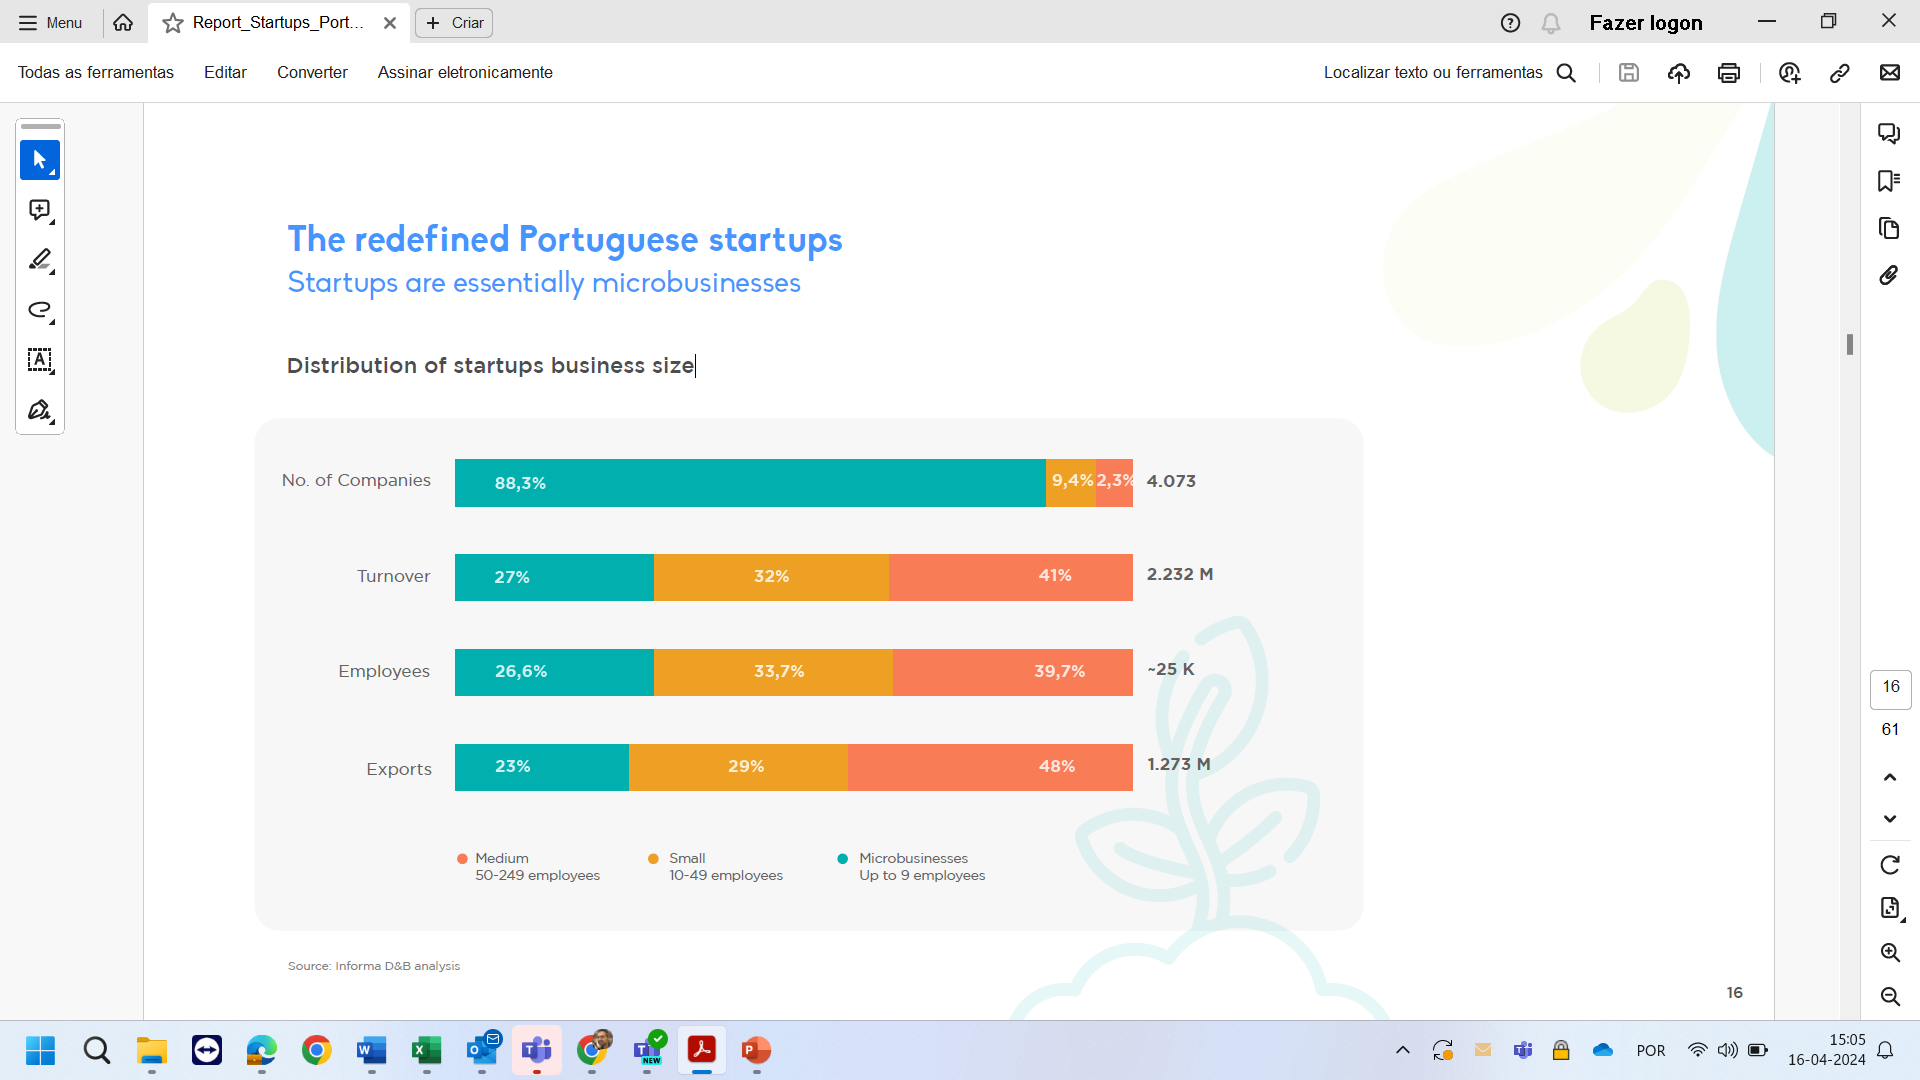 Menu
Report_Startups_Port...
Criar
Fazer logon
Todas as ferramentas
Editar
Converter
Assinar eletronicamente
Localizar texto ou ferramentas
The redefined Portuguese startups
Startups are essentially microbusinesses
Distribution of startups business size
No. of Companies
88,3%
9,4%
2,3%
4.073
Turnover
27%
32%
41%
2.232 M
Employees
26,6%
33,7%
39,7%
~25 K
Exports
23%
29%
48%
1.273 M
Medium
50-249 employees
Small
10-49 employees
Microbusinesses
Up to 9 employees
Source: Informa D&B analysis
16
16
61
NEW
POR
15:05
16-04-2024